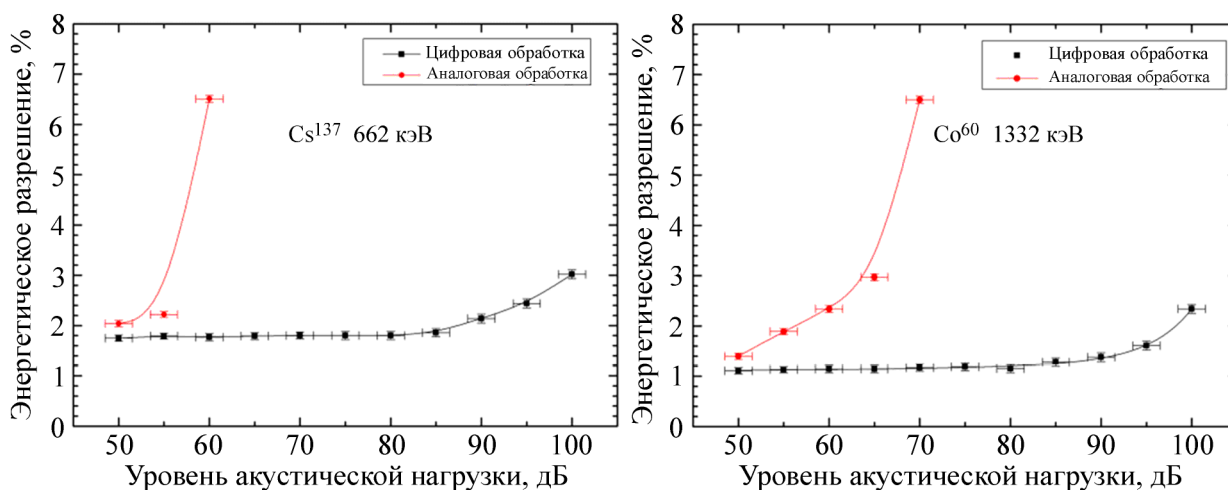 Энергетическое разрешение, %
8
7
6
5
4
3
2
1
0
Цифровая обработка
Аналоговая обработка
Cs137 662 кэВ
50 60 70 80 90 100
Уровень акустической нагрузки, дБ
Энергетическое разрешение, %
8
7
6
5
4
3
2
1
0
Цифровая обработка
Аналоговая обработка
Co60 1332 кэВ
50 60 70 80 90 100
Уровень акустической нагрузки, дБ